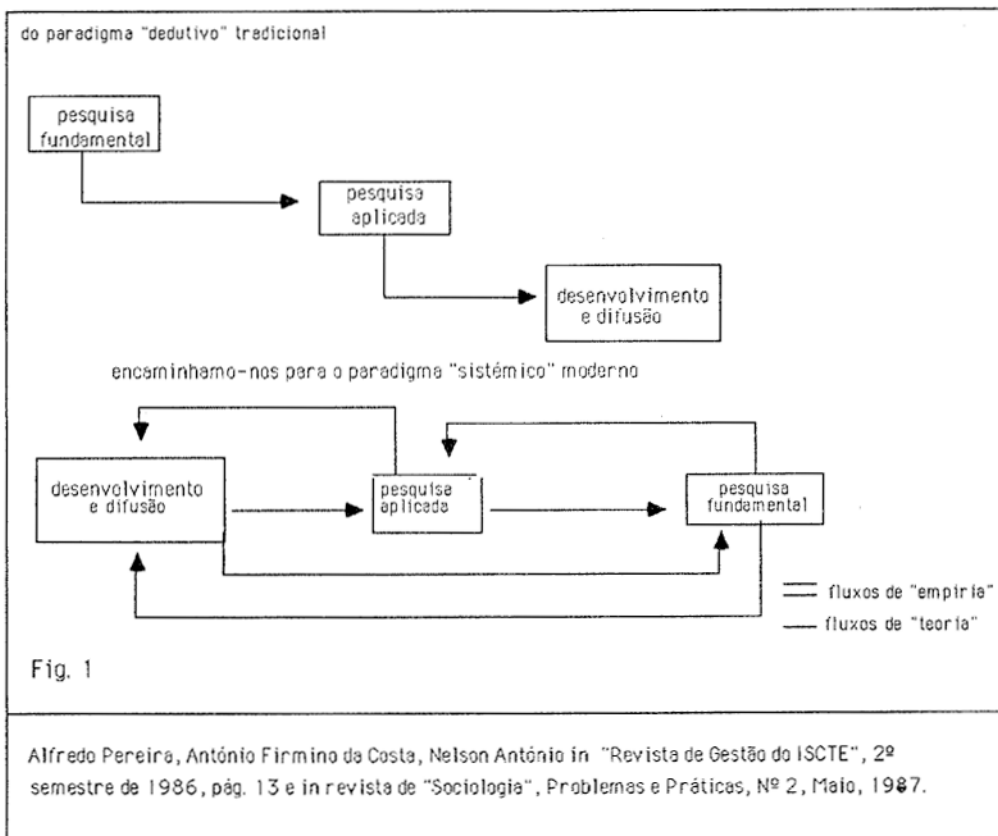 do paradigma "dedutivo" tradicional
pesquisa
fundamental
pesquisa
aplicada
desenvolvimento
e difusão
encaminhamo-nos para o paradigma "sistémico" moderno
desenvolvimento
e difusão
pesquisa
aplicada
pesquisa
fundamental
fluxos de "empiria"
fluxos de "teoria"
Fig. 1
Alfredo Pereira, António Firmino da Costa, Nelson António in "Revista de Gestão do ISCTE", 2º
semestre de 1986, pág. 13 e in revista de "Sociologia", Problemas e Práticas, Nº 2, Maio, 1987.